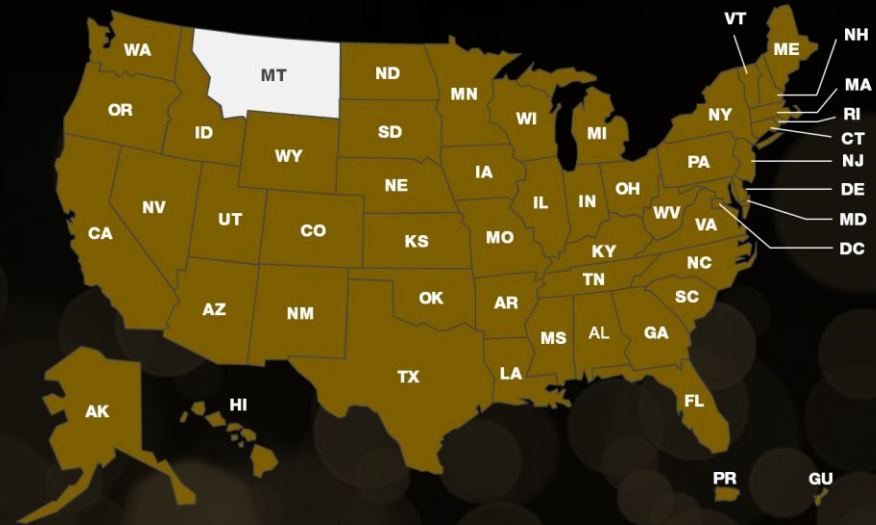 VT
ME
NH
WA
MT
ND
MN
MA
OR
NY
RI
ID
SD
WI
MI
CT
WY
PA
NJ
IA
NE
OH
DE
NV
IL
IN
UT
WV
MD
CA
CO
VA
KS
MO
DC
KY
NC
TN
AZ
NM
OK
AR
SC
MS
AL
GA
TX
LA
FL
AK
HI
PR
GU